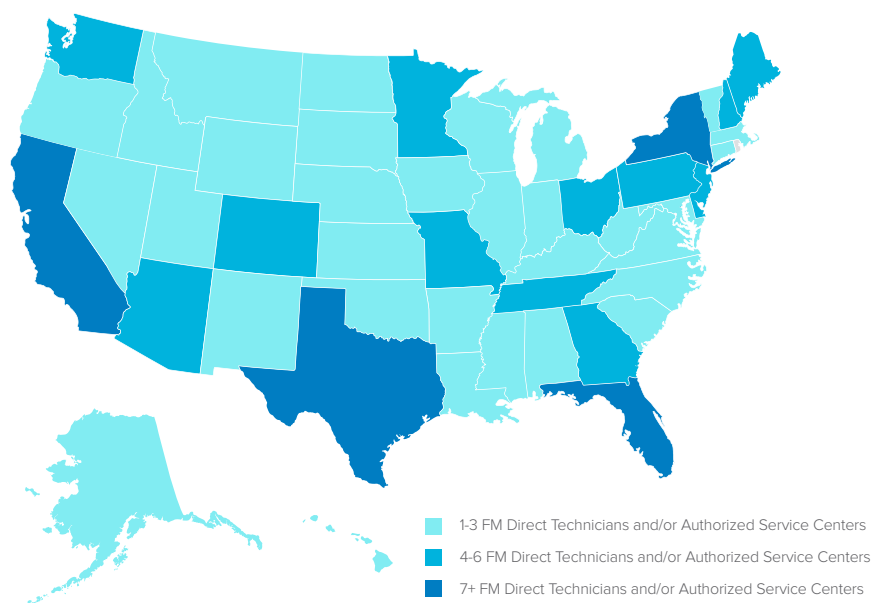 1-3 FM Direct Technicians and/or Authorized Service Centers
4-6 FM Direct Technicians and/or Authorized Service Centers
7+ FM Direct Technicians and/or Authorized Service Centers